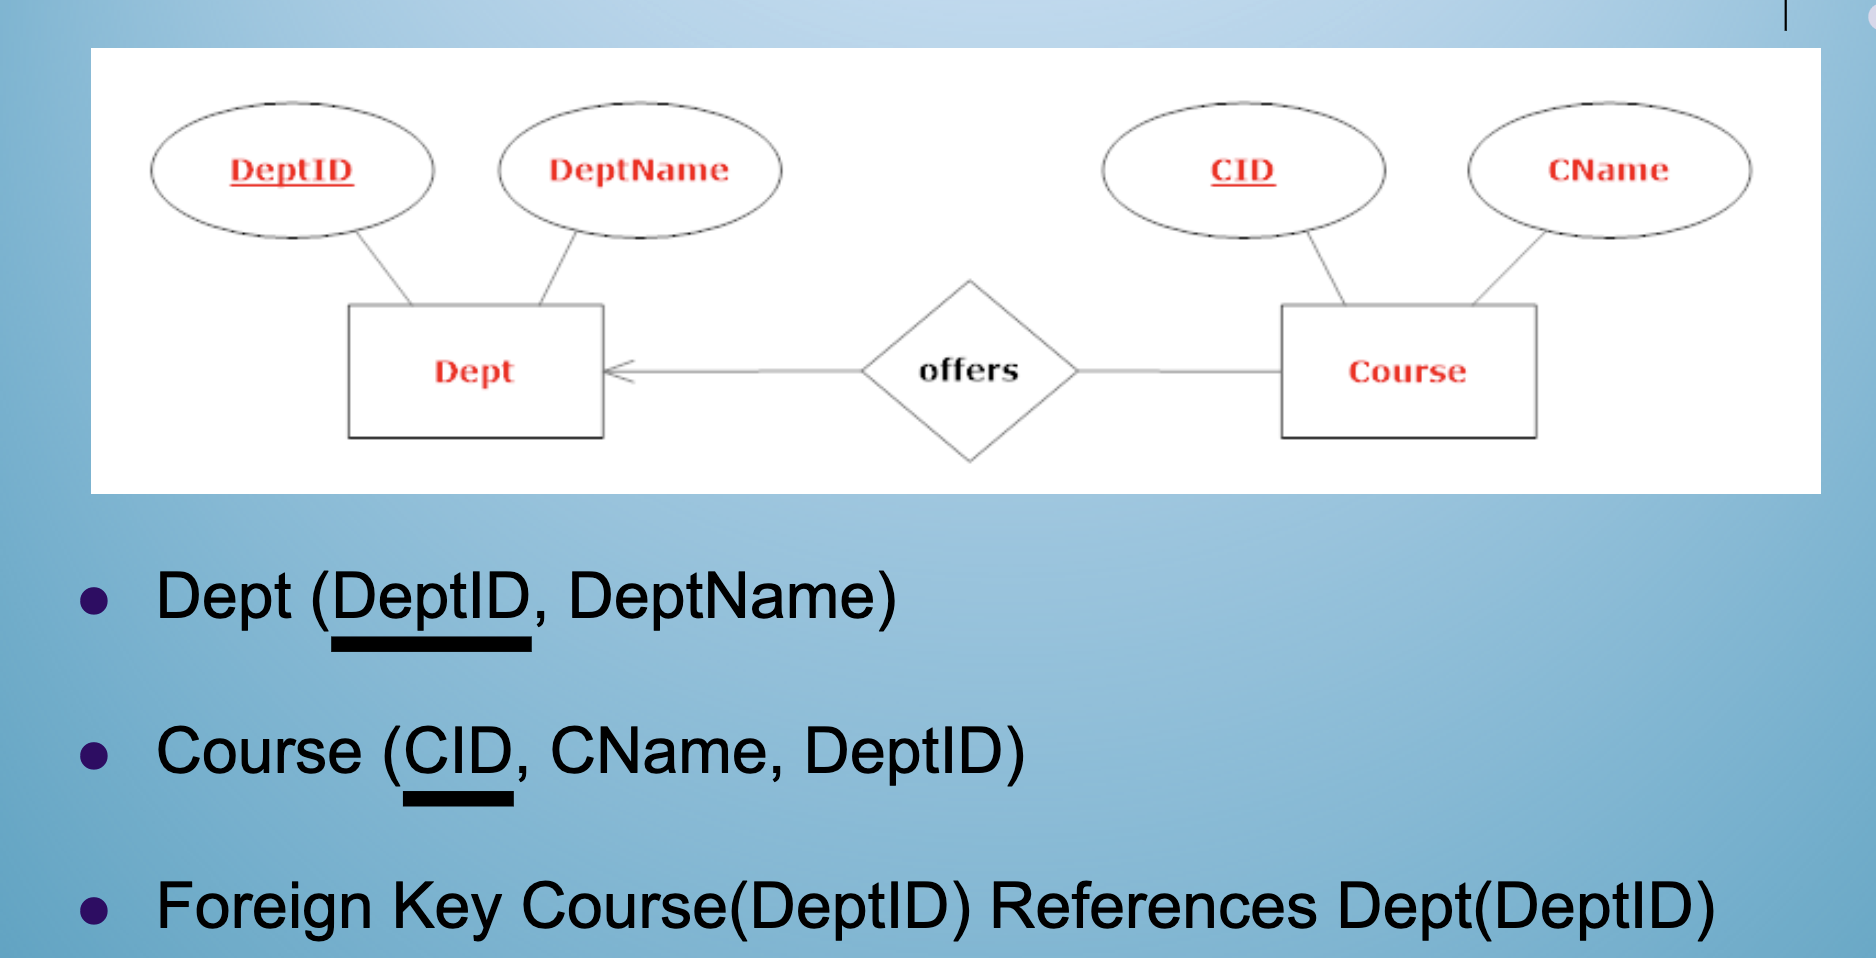 DeptID DeptName CID CName
Dept offers Course
Dept (DeptID, DeptName)
Course (CID, CName, DeptID)
Foreign Key Course(DeptID) References Dept(DeptID)